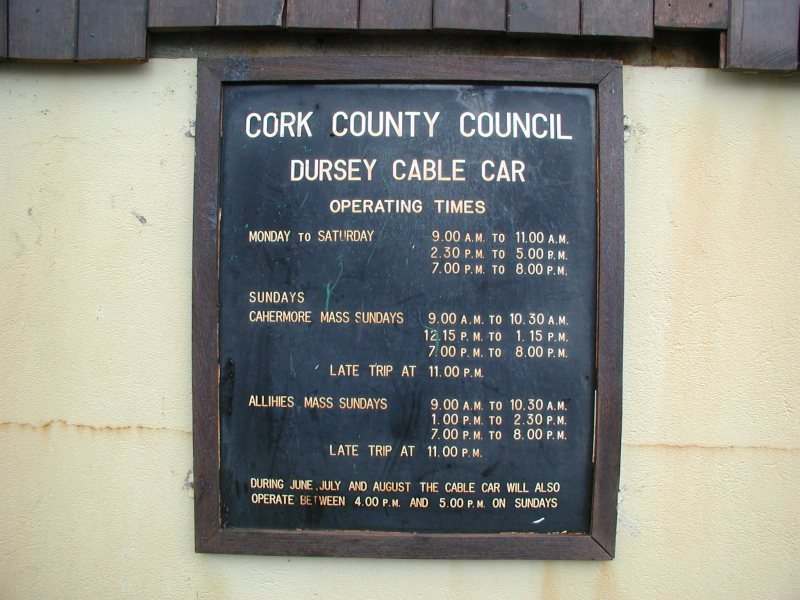 CORK COUNTY COUNCIL
DURSEY CABLE CAR
OPERATING TIMES
MONDAY TO SATURDAY 9.00 A.M. TO 11.00 A.M.
2.30 P.M. TO 5.00 P.M.
7.00 P.M. TO 8.00 P.M.
SUNDAYS
CAHERMORE MASS SUNDAYS 9.00 A.M. TO 10.30 A.M.
12.15 P.M. TO 1.15 P.M.
7.00 P.M. TO 8.00 P.M.
LATE TRIP AT 11.00 P.M.
ALLIHIES MASS SUNDAYS 9.00 A.M. TO 10.30 A.M.
1.00 P.M. TO 2.30 P.M.
7.00 P.M. TO 8.00 P.M.
LATE TRIP AT 11.00 P.M.
DURING JUNE, JULY AND AUGUST THE CABLE CAR WILL ALSO
OPERATE BETWEEN 4.00 P.M. AND 5.00 P.M. ON SUNDAYS